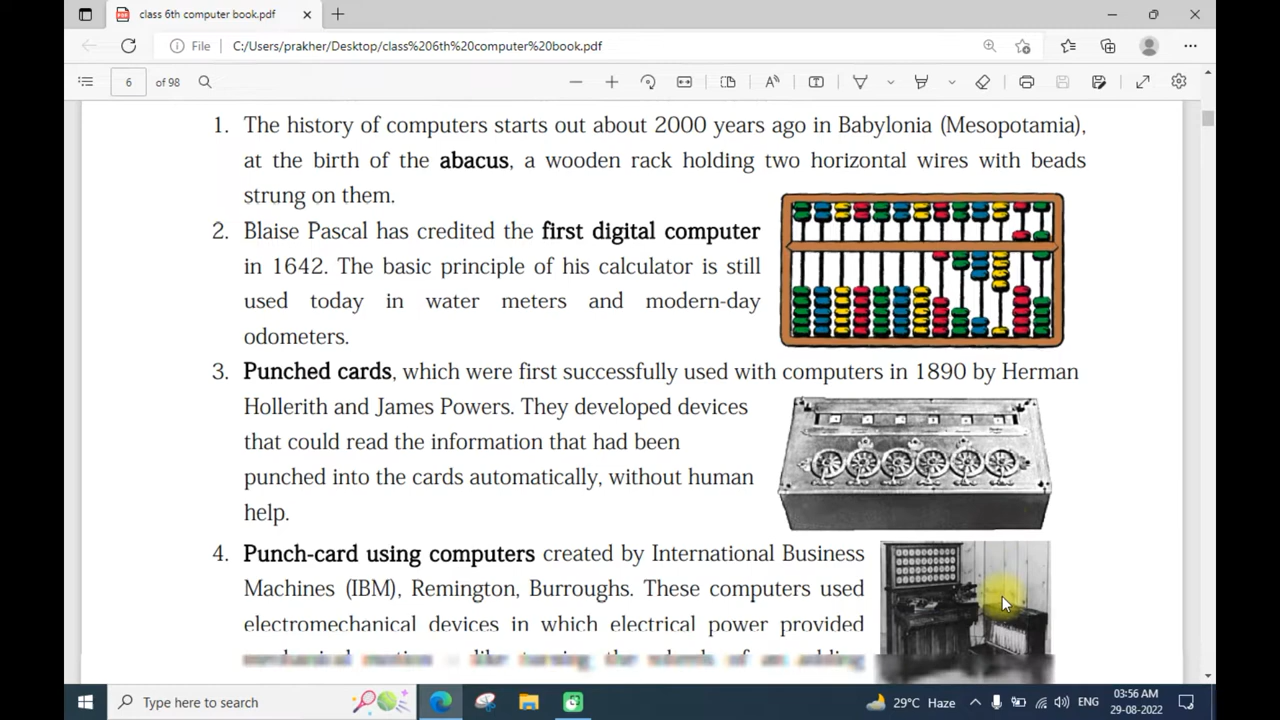 class 6th computer book.pdf
File
C:/Users/prakher/Desktop/class%206th%20computer%20book.pdf
6 of 98
1. The history of computers starts out about 2000 years ago in Babylonia (Mesopotamia),
at the birth of the abacus, a wooden rack holding two horizontal wires with beads
strung on them.
2. Blaise Pascal has credited the first digital computer
in 1642. The basic principle of his calculator is still
used today in water meters and modern-day
odometers.
3. Punched cards, which were first successfully used with computers in 1890 by Herman
Hollerith and James Powers. They developed devices
that could read the information that had been
punched into the cards automatically, without human
help.
4. Punch-card using computers created by International Business
Machines (IBM), Remington, Burroughs. These computers used
electromechanical devices in which electrical power provided
Type here to search
29°C Haze
ENG
03:56 AM
29-08-2022